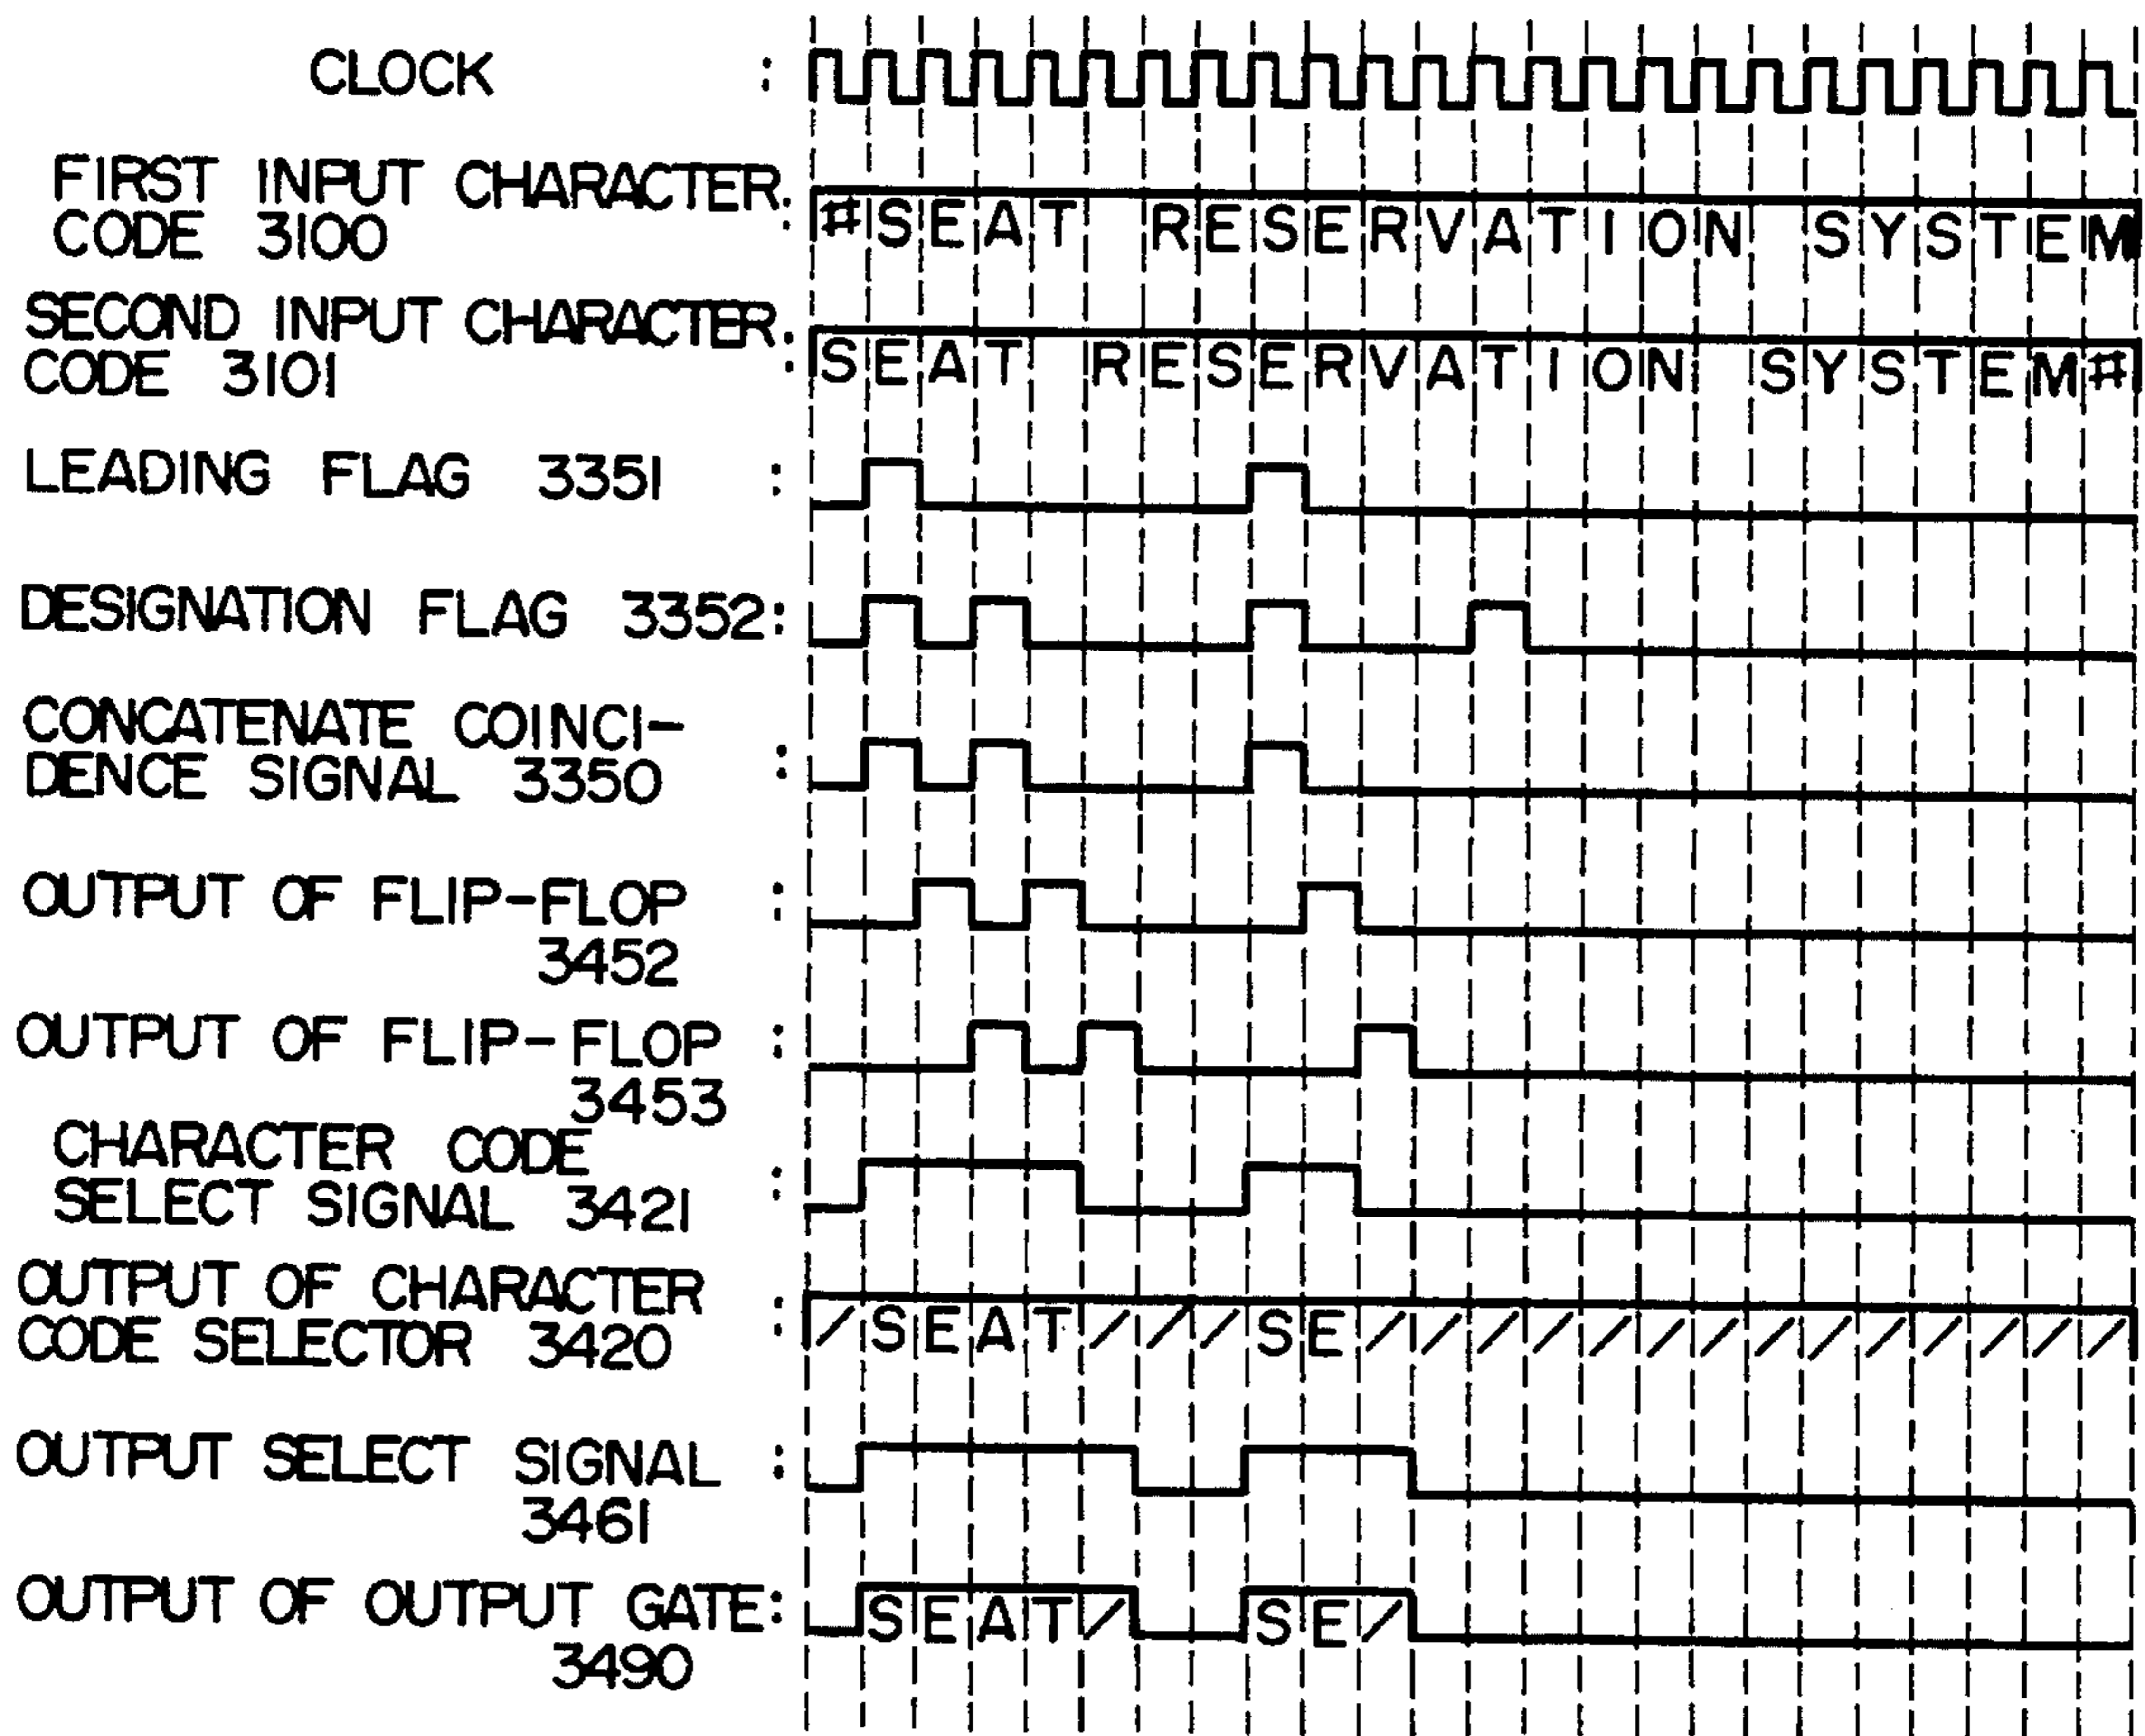 CLOCK :
FIRST INPUT CHARACTER
CODE 3100 : #SEAT RESERVATION SYSTEM
SECOND INPUT CHARACTER
CODE 3101 : SEAT RESERVATION SYSTEM#
LEADING FLAG 3351 :
DESIGNATION FLAG 3352:
CONCATENATE COINCI-
DENCE SIGNAL 3350 :
OUTPUT OF FLIP-FLOP :
3452
OUTPUT OF FLIP-FLOP :
3453
CHARACTER CODE
SELECT SIGNAL 3421 :
OUTPUT OF CHARACTER
CODE SELECTOR 3420 : /SEAT///SE//////////////
OUTPUT SELECT SIGNAL :
3461
OUTPUT OF OUTPUT GATE: SEAT/ SE/
3490